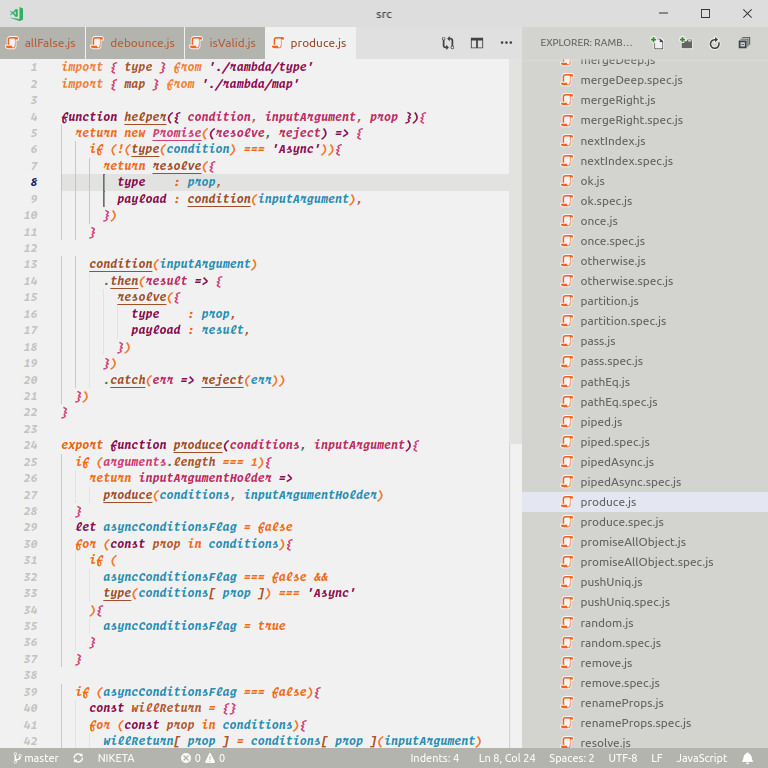 src
allFalse.js
debounce.js
isValid.js
produce.js
EXPLORER: RAMB...
1 import { type } from './rambda/type'
2 import { map } from './rambda/map'
3
4 function helper({ condition, inputArgument, prop }){
5 return new Promise((resolve, reject) => {
6 if (!(type(condition) === 'Async')){
7 return resolve({
8 type : prop,
9 payload : condition(inputArgument),
10 })
11 }
12
13 condition(inputArgument)
14 .then(result => {
15 resolve({
16 type : prop,
17 payload : result,
18 })
19 })
20 .catch(err => reject(err))
21 })
22 }
23
24 export function produce(conditions, inputArgument){
25 if (arguments.length === 1){
26 return inputArgumentHolder =>
27 produce(conditions, inputArgumentHolder)
28 }
29 let asyncConditionsFlag = false
30 for (const prop in conditions){
31 if (
32 asyncConditionsFlag === false &&
33 type(conditions[ prop ]) === 'Async'
34 ){
35 asyncConditionsFlag = true
36 }
37 }
38
39 if (asyncConditionsFlag === false){
40 const willReturn = {}
41 for (const prop in conditions){
42 willReturn[ prop ] = conditions[ prop ](inputArgument)
mergeDeep.js
mergeDeep.spec.js
mergeRight.js
mergeRight.spec.js
nextIndex.js
nextIndex.spec.js
ok.js
ok.spec.js
once.js
once.spec.js
otherwise.js
otherwise.spec.js
partition.js
partition.spec.js
pass.js
pass.spec.js
pathEq.js
pathEq.spec.js
piped.js
piped.spec.js
pipedAsync.js
pipedAsync.spec.js
produce.js
produce.spec.js
promiseAllObject.js
promiseAllObject.spec.js
pushUniq.js
pushUniq.spec.js
random.js
random.spec.js
remove.js
remove.spec.js
renameProps.js
renameProps.spec.js
resolve.js
master NIKETA 0 0 Indents: 4 Ln 8, Col 24 Spaces: 2 UTF-8 LF JavaScript